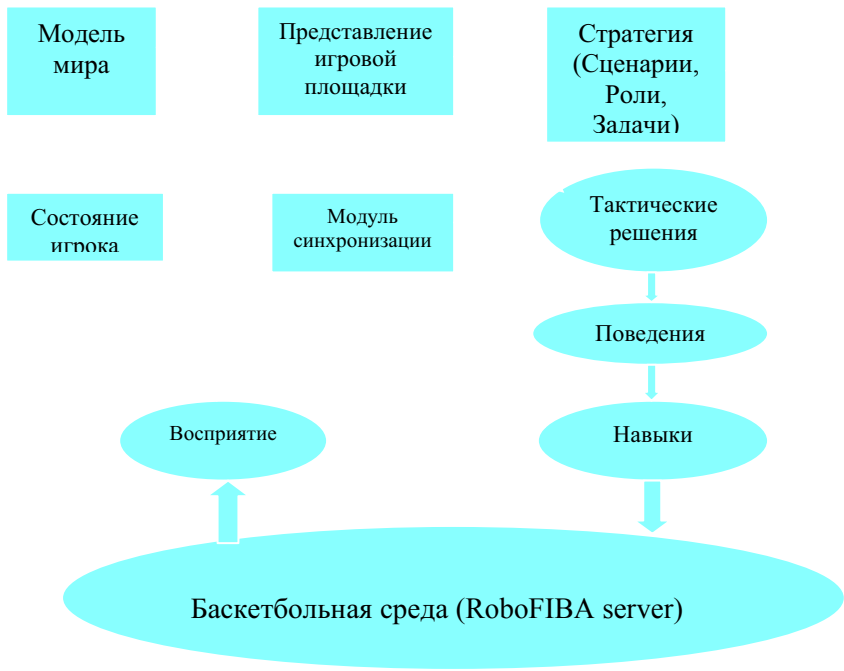 Модель
мира
Представление
игровой
площадки
Стратегия
(Сценарии,
Роли,
Задачи)
Состояние
игрока
Модуль
синхронизации
Тактические
решения
Поведения
Восприятие
Навыки
Баскетбольная среда (RoboFIBA server)